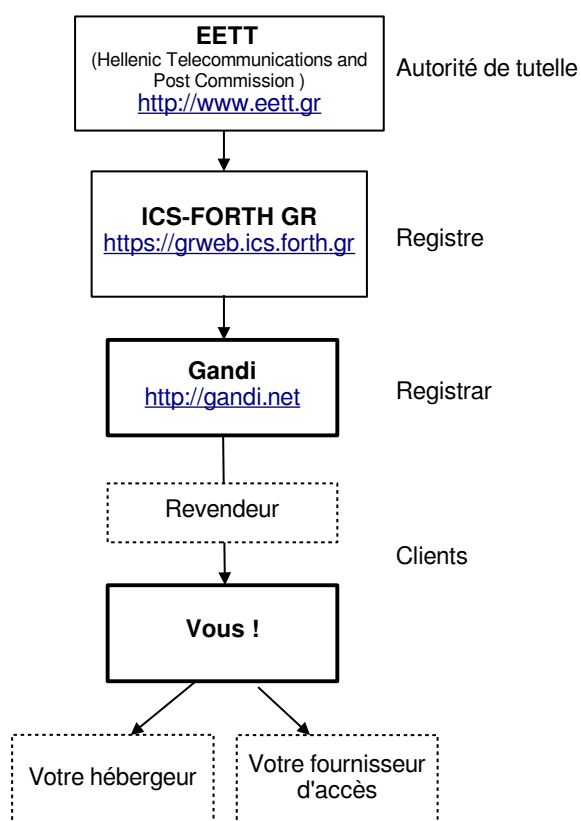 EETT
(Hellenic Telecommunications and
Post Commission )
http://www.eett.gr
Autorité de tutelle
ICS-FORTH GR
https://grweb.ics.forth.gr
Registre
Gandi
http://gandi.net
Registrar
Revendeur
Clients
Vous !
Votre hébergeur
Votre fournisseur
d'accès